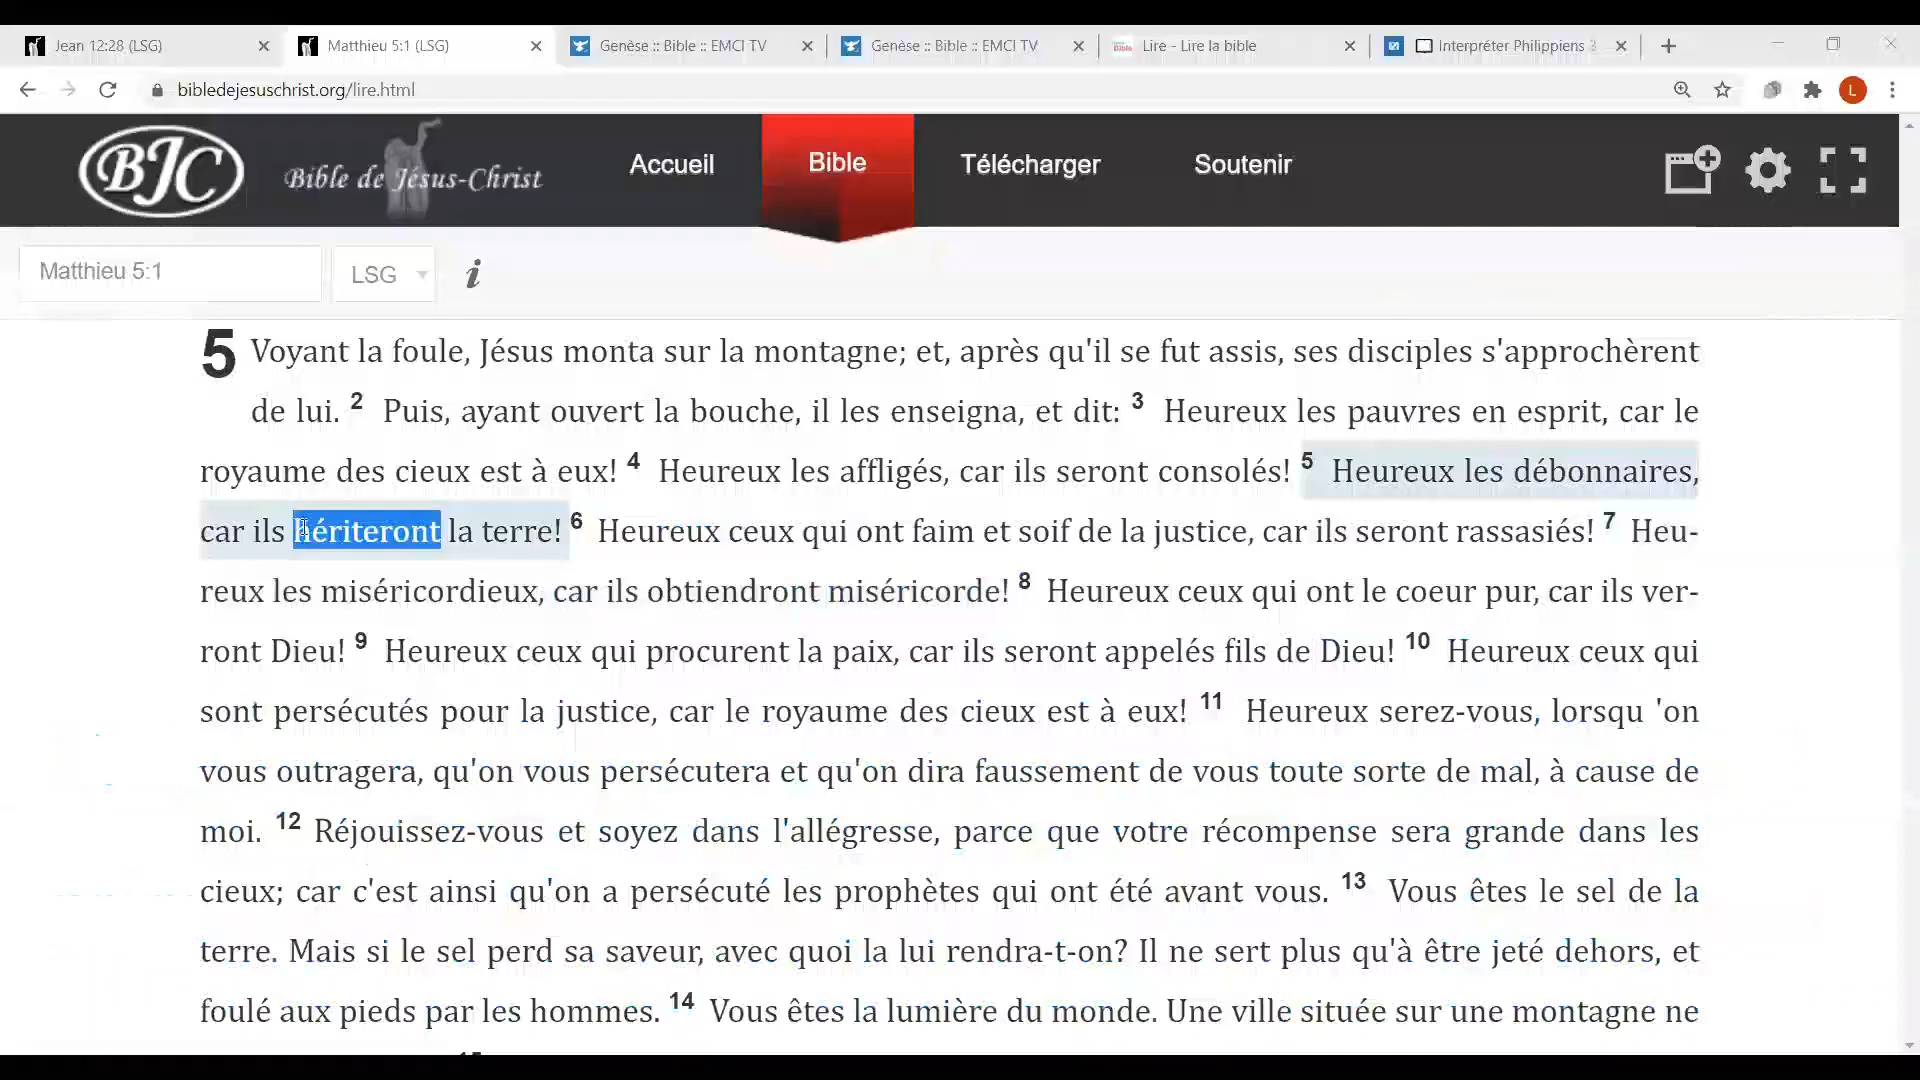 Jean 12:28 (LSG)
Matthieu 5:1 (LSG)
Genèse :: Bible :: EMCI TV
Genèse :: Bible :: EMCI TV
Lire - Lire la bible
Interpréter Philippiens 3
bibledejesuschrist.org/lire.html
L
BJC
Bible de Jésus-Christ
Accueil
Bible
Télécharger
Soutenir
Matthieu 5:1
LSG
i
5 Voyant la foule, Jésus monta sur la montagne; et, après qu'il se fut assis, ses disciples s'approchèrent
de lui. 2 Puis, ayant ouvert la bouche, il les enseigna, et dit: 3 Heureux les pauvres en esprit, car le
royaume des cieux est à eux! 4 Heureux les affligés, car ils seront consolés! 5 Heureux les débonnaires,
car ils hériteront la terre! 6 Heureux ceux qui ont faim et soif de la justice, car ils seront rassasiés! 7 Heu-
reux les miséricordieux, car ils obtiendront miséricorde! 8 Heureux ceux qui ont le coeur pur, car ils ver-
ront Dieu! 9 Heureux ceux qui procurent la paix, car ils seront appelés fils de Dieu! 10 Heureux ceux qui
sont persécutés pour la justice, car le royaume des cieux est à eux! 11 Heureux serez-vous, lorsqu 'on
vous outragera, qu'on vous persécutera et qu'on dira faussement de vous toute sorte de mal, à cause de
moi. 12 Réjouissez-vous et soyez dans l'allégresse, parce que votre récompense sera grande dans les
cieux; car c'est ainsi qu'on a persécuté les prophètes qui ont été avant vous. 13 Vous êtes le sel de la
terre. Mais si le sel perd sa saveur, avec quoi la lui rendra-t-on? Il ne sert plus qu'à être jeté dehors, et
foulé aux pieds par les hommes. 14 Vous êtes la lumière du monde. Une ville située sur une montagne ne